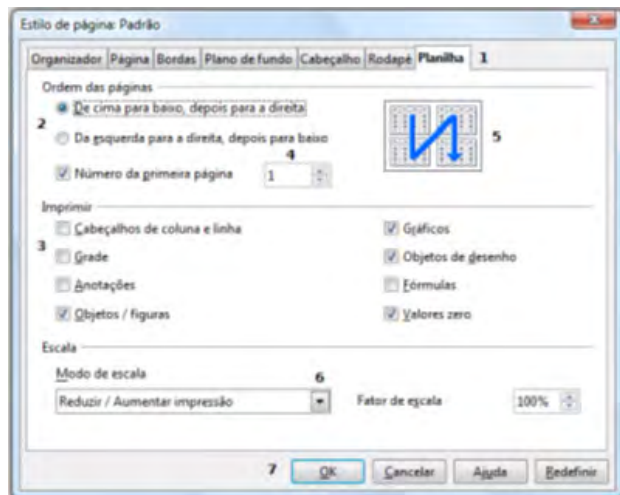 Estilo de página: Padrão
Organizador Página Bordas Plano de fundo Cabeçalho Rodapé Planilha 1
Ordem das páginas
De cima para baixo, depois para a direita
2
5
Da esquerda para a direita, depois para baixo
4
Número da primeira página 1
Imprimir
Cabeçalhos de coluna e linha Gráficos
3
Grade Objetos de desenho
Anotações Fórmulas
Objetos / figuras Valores zero
Escala
Modo de escala 6
Reduzir / Aumentar impressão Fator de escala 100%
7 OK Cancelar Ajuda Redefinir